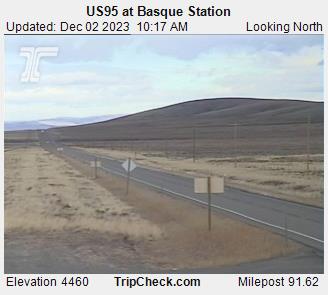 US95 at Basque Station
Updated: Dec 02 2023 10:17 AM Looking North
Elevation 4460 TripCheck.com Milepost 91.62